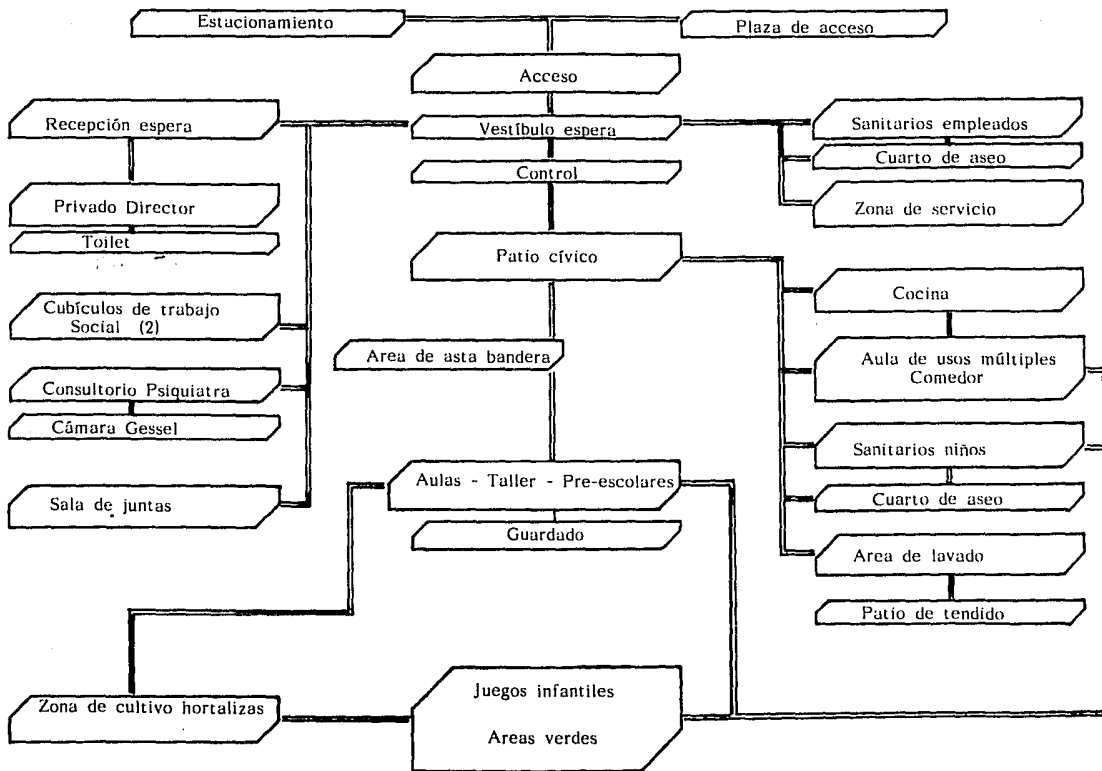 Estacionamiento
Plaza de acceso
Acceso
Recepción espera
Vestíbulo espera
Sanitarios empleados
Cuarto de aseo
Control
Privado Director
Zona de servicio
Toilet
Patio cívico
Cocina
Cubículos de trabajo
Social (2)
Area de asta bandera
Aula de usos múltiples
Comedor
Consultorio Psiquiatra
Cámara Gessel
Sanitarios niños
Aulas - Taller - Pre-escolares
Cuarto de aseo
Sala de juntas
Guardado
Area de lavado
Patio de tendido
Zona de cultivo hortalizas
Juegos infantiles
Areas verdes